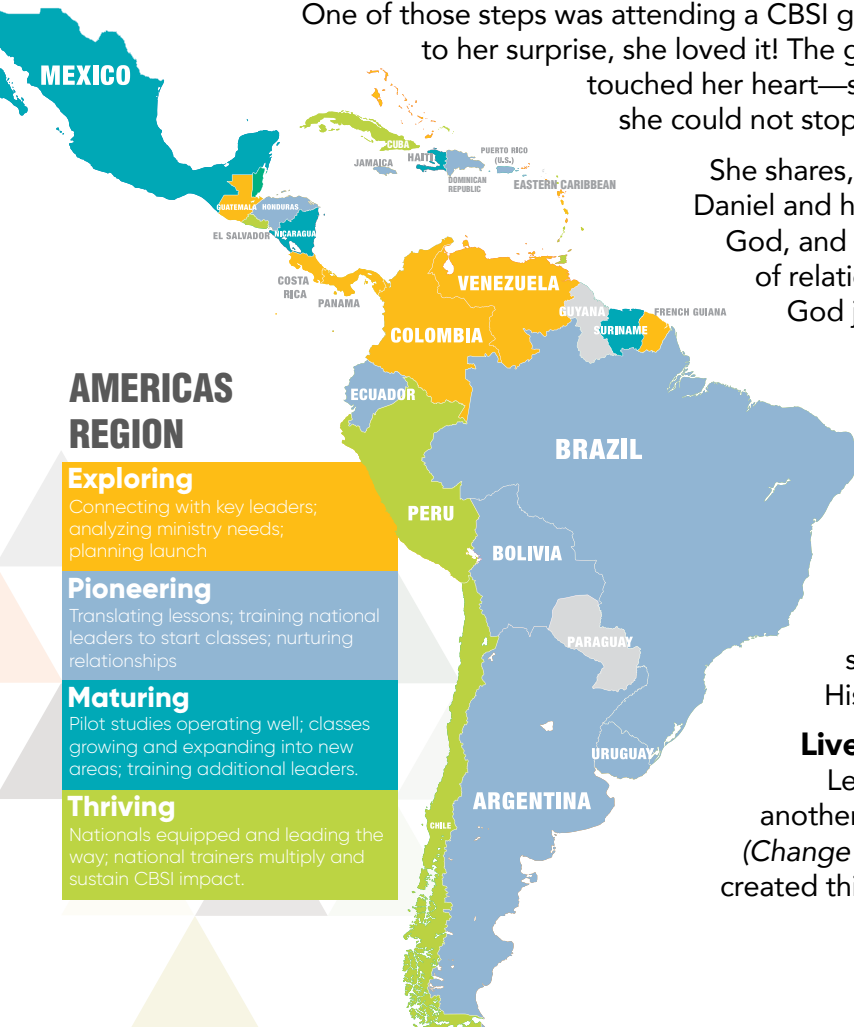 One of those steps was attending a CBSI g
to her surprise, she loved it! The g
touched her heart—s
she could not stop
She shares,
Daniel and h
God, and
of relati
God j
MEXICO
CUBA
JAMAICA
HAITI
DOMINICAN
REPUBLIC
PUERTO RICO
(U.S.)
EASTERN CARIBBEAN
GUATEMALA
HONDURAS
EL SALVADOR
NICARAGUA
COSTA
RICA
PANAMA
VENEZUELA
COLOMBIA
GUYANA
SURINAME
FRENCH GUIANA
ECUADOR
BRAZIL
PERU
BOLIVIA
PARAGUAY
URUGUAY
ARGENTINA
CHILE
AMERICAS
REGION
Exploring
Connecting with key leaders;
analyzing ministry needs;
planning launch
Pioneering
Translating lessons; training national
leaders to start classes; nurturing
relationships
Maturing
Pilot studies operating well; classes
growing and expanding into new
areas; training additional leaders.
Thriving
Nationals equipped and leading the
way; national trainers multiply and
sustain CBSI impact.
s
His
Live
Le
another
(Change
created thi